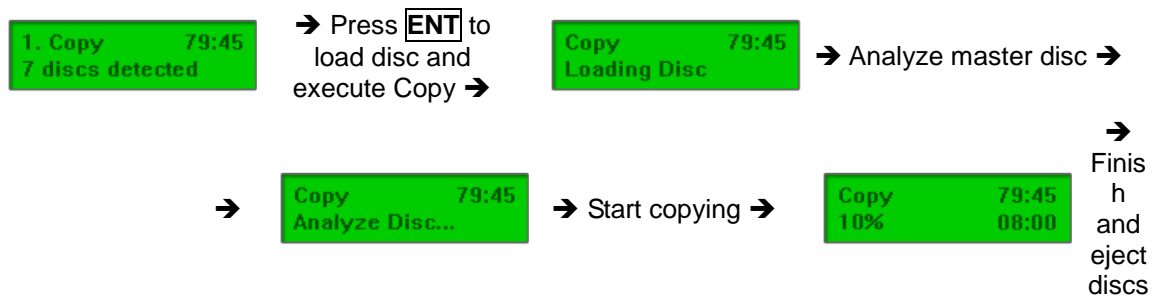 1. Copy 79:45
7 discs detected
➔ Press ENT to
load disc and
execute Copy ➔
Copy 79:45
Loading Disc
➔ Analyze master disc ➔
➔
Copy 79:45
Analyze Disc...
➔ Start copying ➔
Copy 79:45
10% 08:00
➔
Finis
h
and
eject
discs